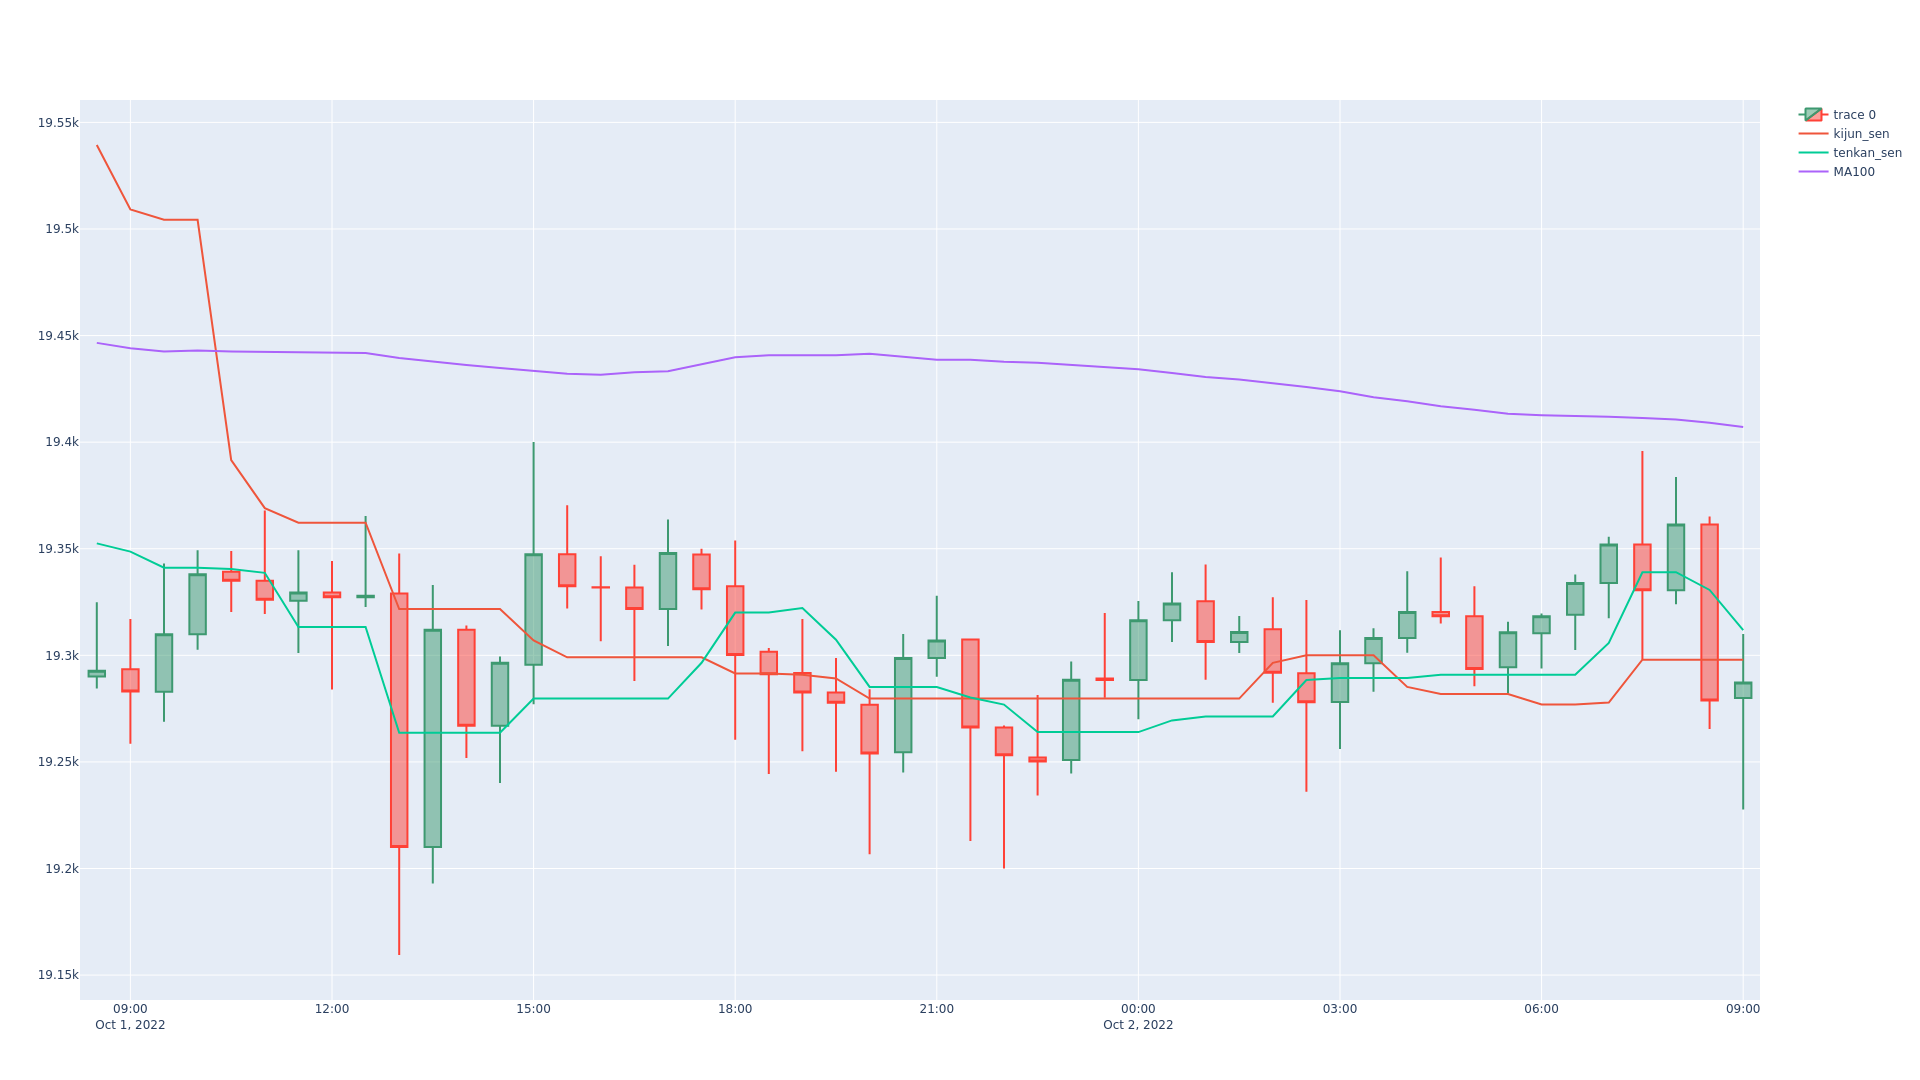 19.55k
19.5k
19.45k
19.4k
19.35k
19.3k
19.25k
19.2k
19.15k
09:00 12:00 15:00 18:00 21:00 00:00 03:00 06:00 09:00
Oct 1, 2022 Oct 2, 2022
trace 0
kijun_sen
tenkan_sen
MA100